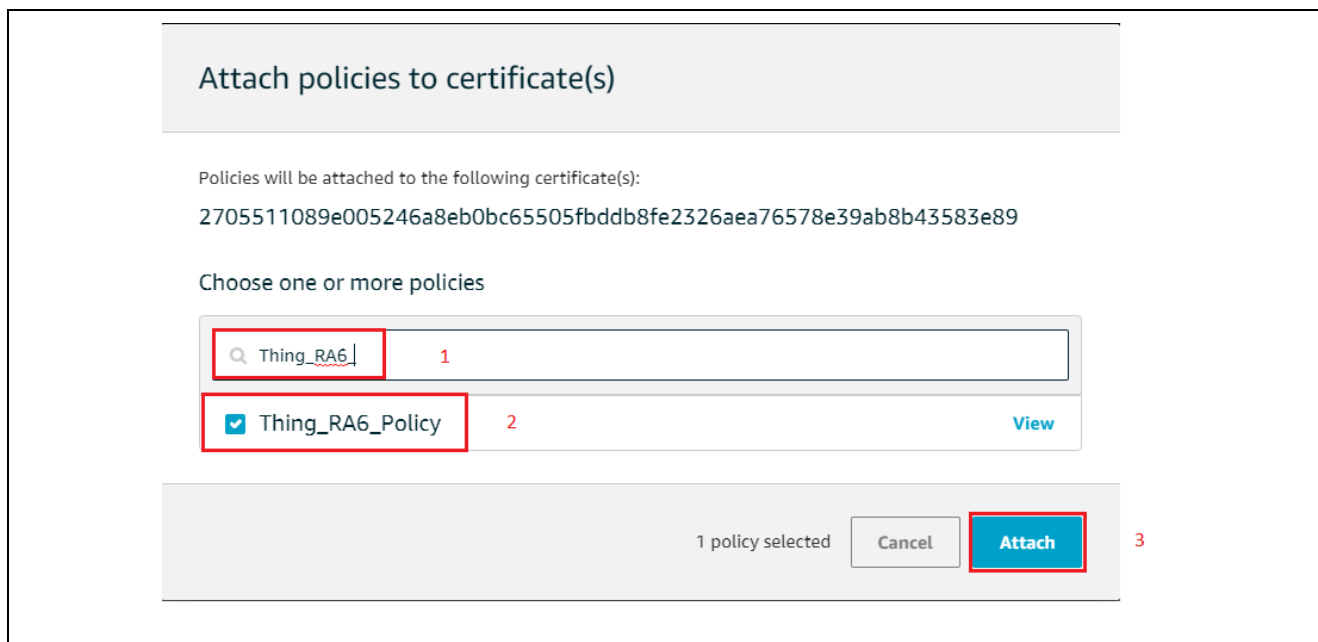 Attach policies to certificate(s)
Policies will be attached to the following certificate(s):
2705511089e005246a8eb0bc65505fbddb8fe2326aea76578e39ab8b43583e89
Choose one or more policies
Thing_RA6_ 1
Thing_RA6_Policy 2 View
1 policy selected Cancel Attach 3